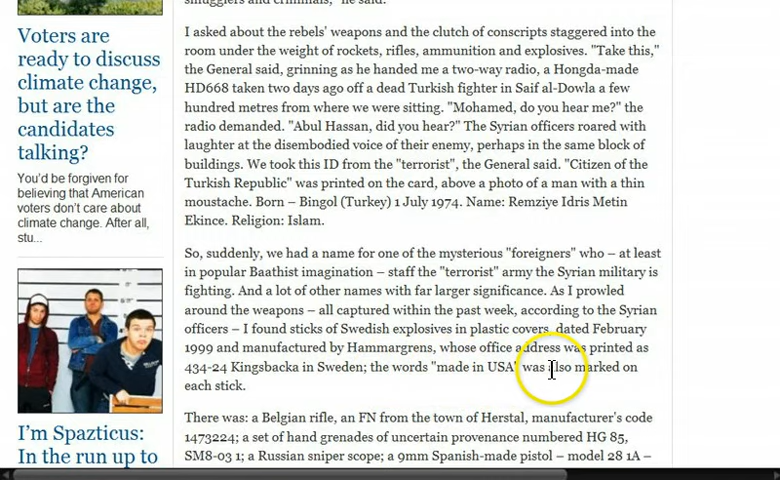 Voters are
ready to discuss
climate change,
but are the
candidates
talking?
You'd be forgiven for
believing that American
voters don't care about
climate change. After all,
stu...
I'm Spazticus:
In the run up to
smugglers and criminals," he said.
I asked about the rebels' weapons and the clutch of conscripts staggered into the
room under the weight of rockets, rifles, ammunition and explosives. "Take this,"
the General said, grinning as he handed me a two-way radio, a Hongda-made
HD668 taken two days ago off a dead Turkish fighter in Saif al-Dowla a few
hundred metres from where we were sitting. "Mohamed, do you hear me?" the
radio demanded. "Abul Hassan, did you hear?" The Syrian officers roared with
laughter at the disembodied voice of their enemy, perhaps in the same block of
buildings. We took this ID from the "terrorist", the General said. "Citizen of the
Turkish Republic" was printed on the card, above a photo of a man with a thin
moustache. Born – Bingol (Turkey) 1 July 1974. Name: Remziye Idris Metin
Ekince. Religion: Islam.
So, suddenly, we had a name for one of the mysterious "foreigners" who – at least
in popular Baathist imagination – staff the "terrorist" army the Syrian military is
fighting. And a lot of other names with far larger significance. As I prowled
around the weapons – all captured within the past week, according to the Syrian
officers – I found sticks of Swedish explosives in plastic covers, dated February
1999 and manufactured by Hammargrens, whose office address was printed as
434-24 Kingsbacka in Sweden; the words "made in USA" was also marked on
each stick.
There was: a Belgian rifle, an FN from the town of Herstal, manufacturer's code
1473224; a set of hand grenades of uncertain provenance numbered HG 85,
SM8-03 1; a Russian sniper scope; a 9mm Spanish-made pistol – model 28 1A –